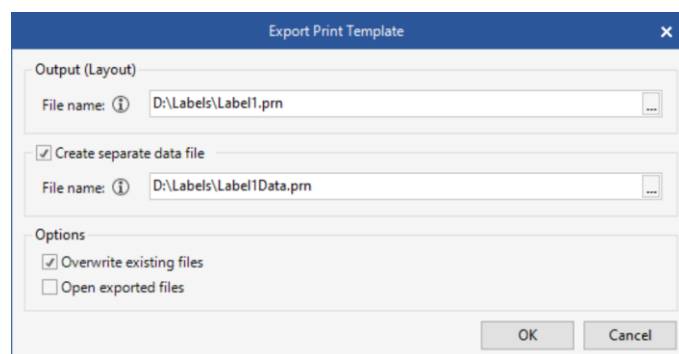 Export Print Template
Output (Layout)
File name: D:\Labels\Label1.prn ...
Create separate data file
File name: D:\Labels\Label1Data.prn ...
Options
Overwrite existing files
Open exported files
OK Cancel